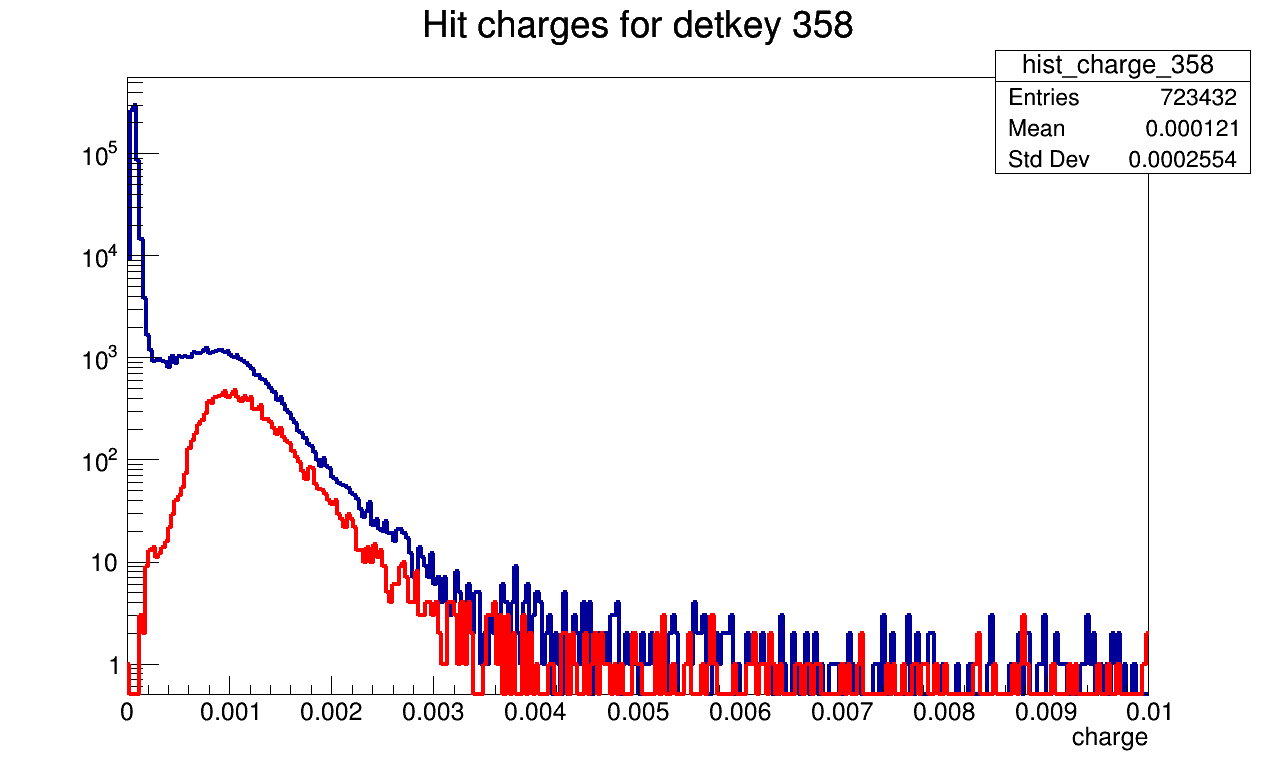 Hit charges for detkey 358
hist_charge_358
Entries 723432
Mean 0.000121
Std Dev 0.0002554
10^5
10^4
10^3
10^2
10
1
0 0.001 0.002 0.003 0.004 0.005 0.006 0.007 0.008 0.009 0.01
charge